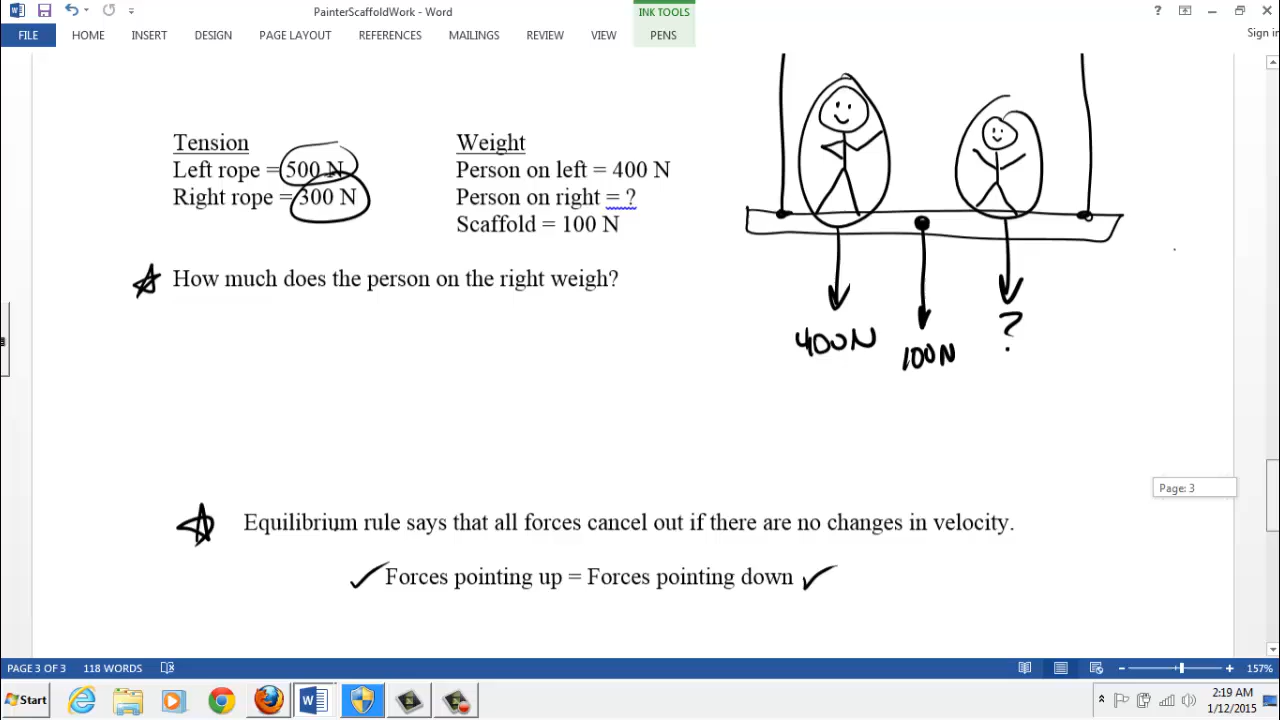 PainterScaffoldWork - Word
INK TOOLS
?
FILE HOME INSERT DESIGN PAGE LAYOUT REFERENCES MAILINGS REVIEW VIEW PENS
Sign in
Tension
Left rope = 500 N
Right rope = 300 N
Weight
Person on left = 400 N
Person on right = ?
Scaffold = 100 N
How much does the person on the right weigh?
400N
100N
?
Page: 3
Equilibrium rule says that all forces cancel out if there are no changes in velocity.
Forces pointing up = Forces pointing down
PAGE 3 OF 3 118 WORDS
157%
Start
2:19 AM
1/12/2015